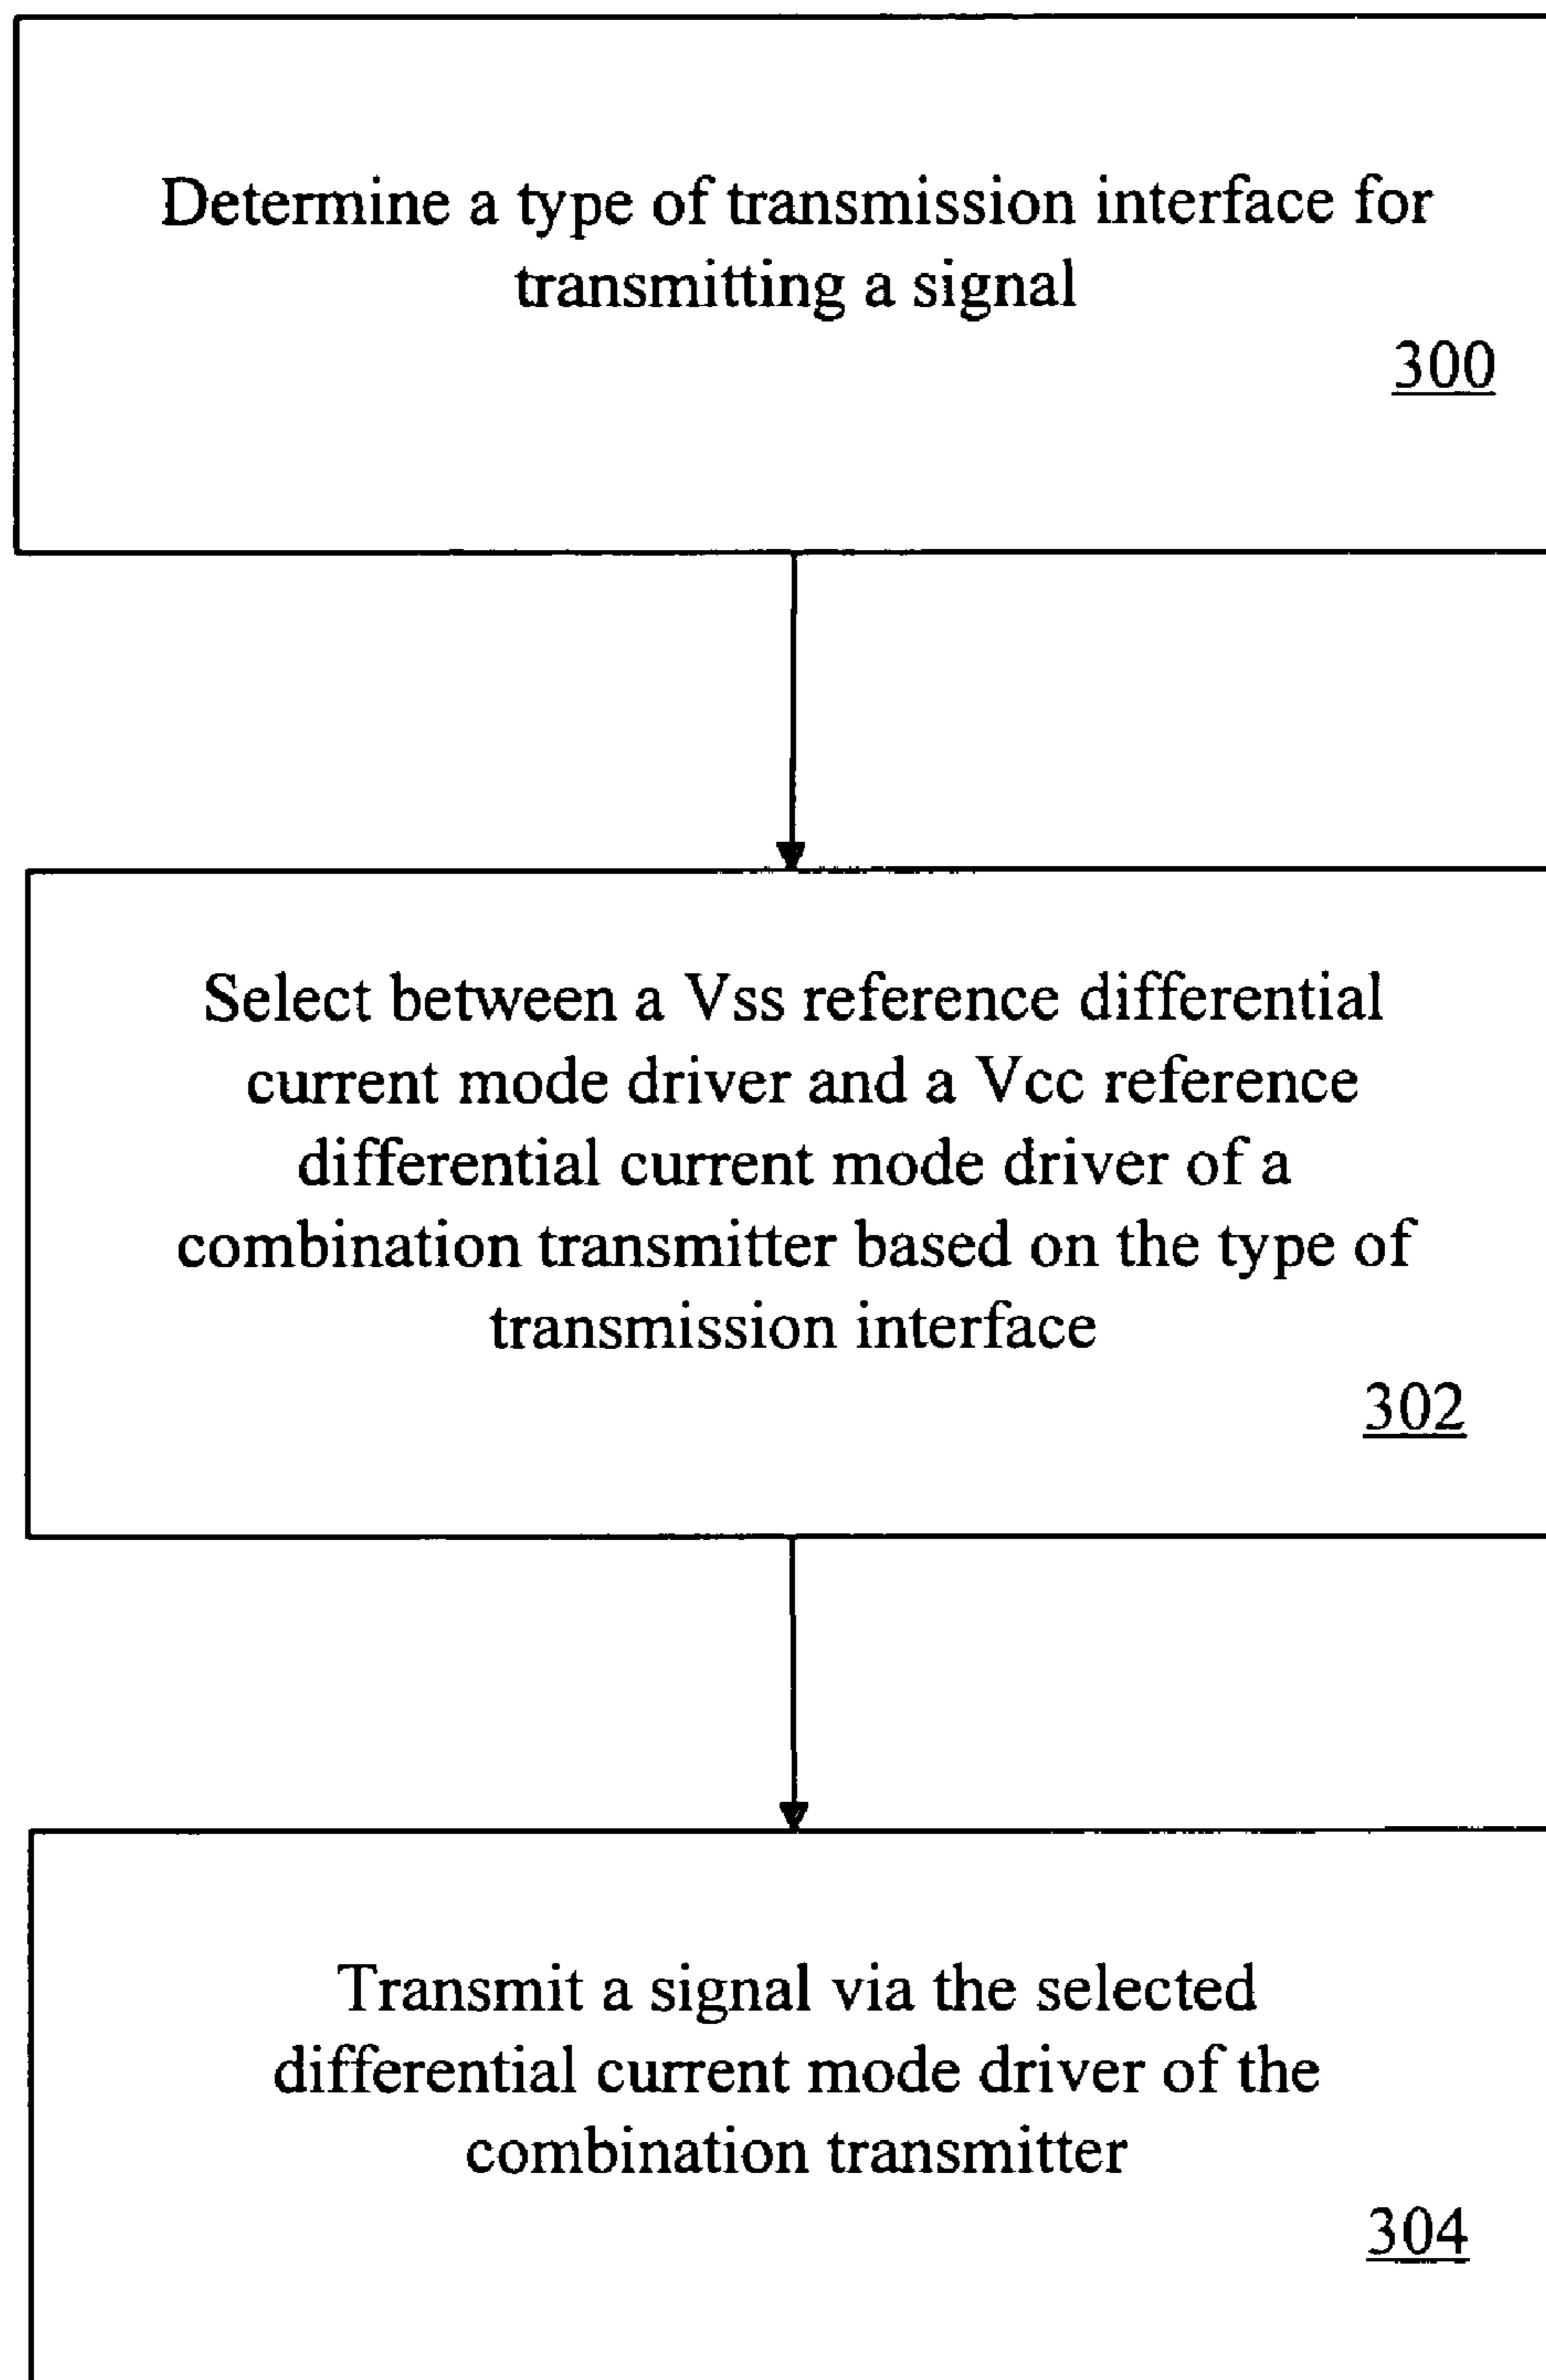 Determine a type of transmission interface for
transmitting a signal
300
Select between a Vss reference differential
current mode driver and a Vcc reference
differential current mode driver of a
combination transmitter based on the type of
transmission interface
302
Transmit a signal via the selected
differential current mode driver of the
combination transmitter
304